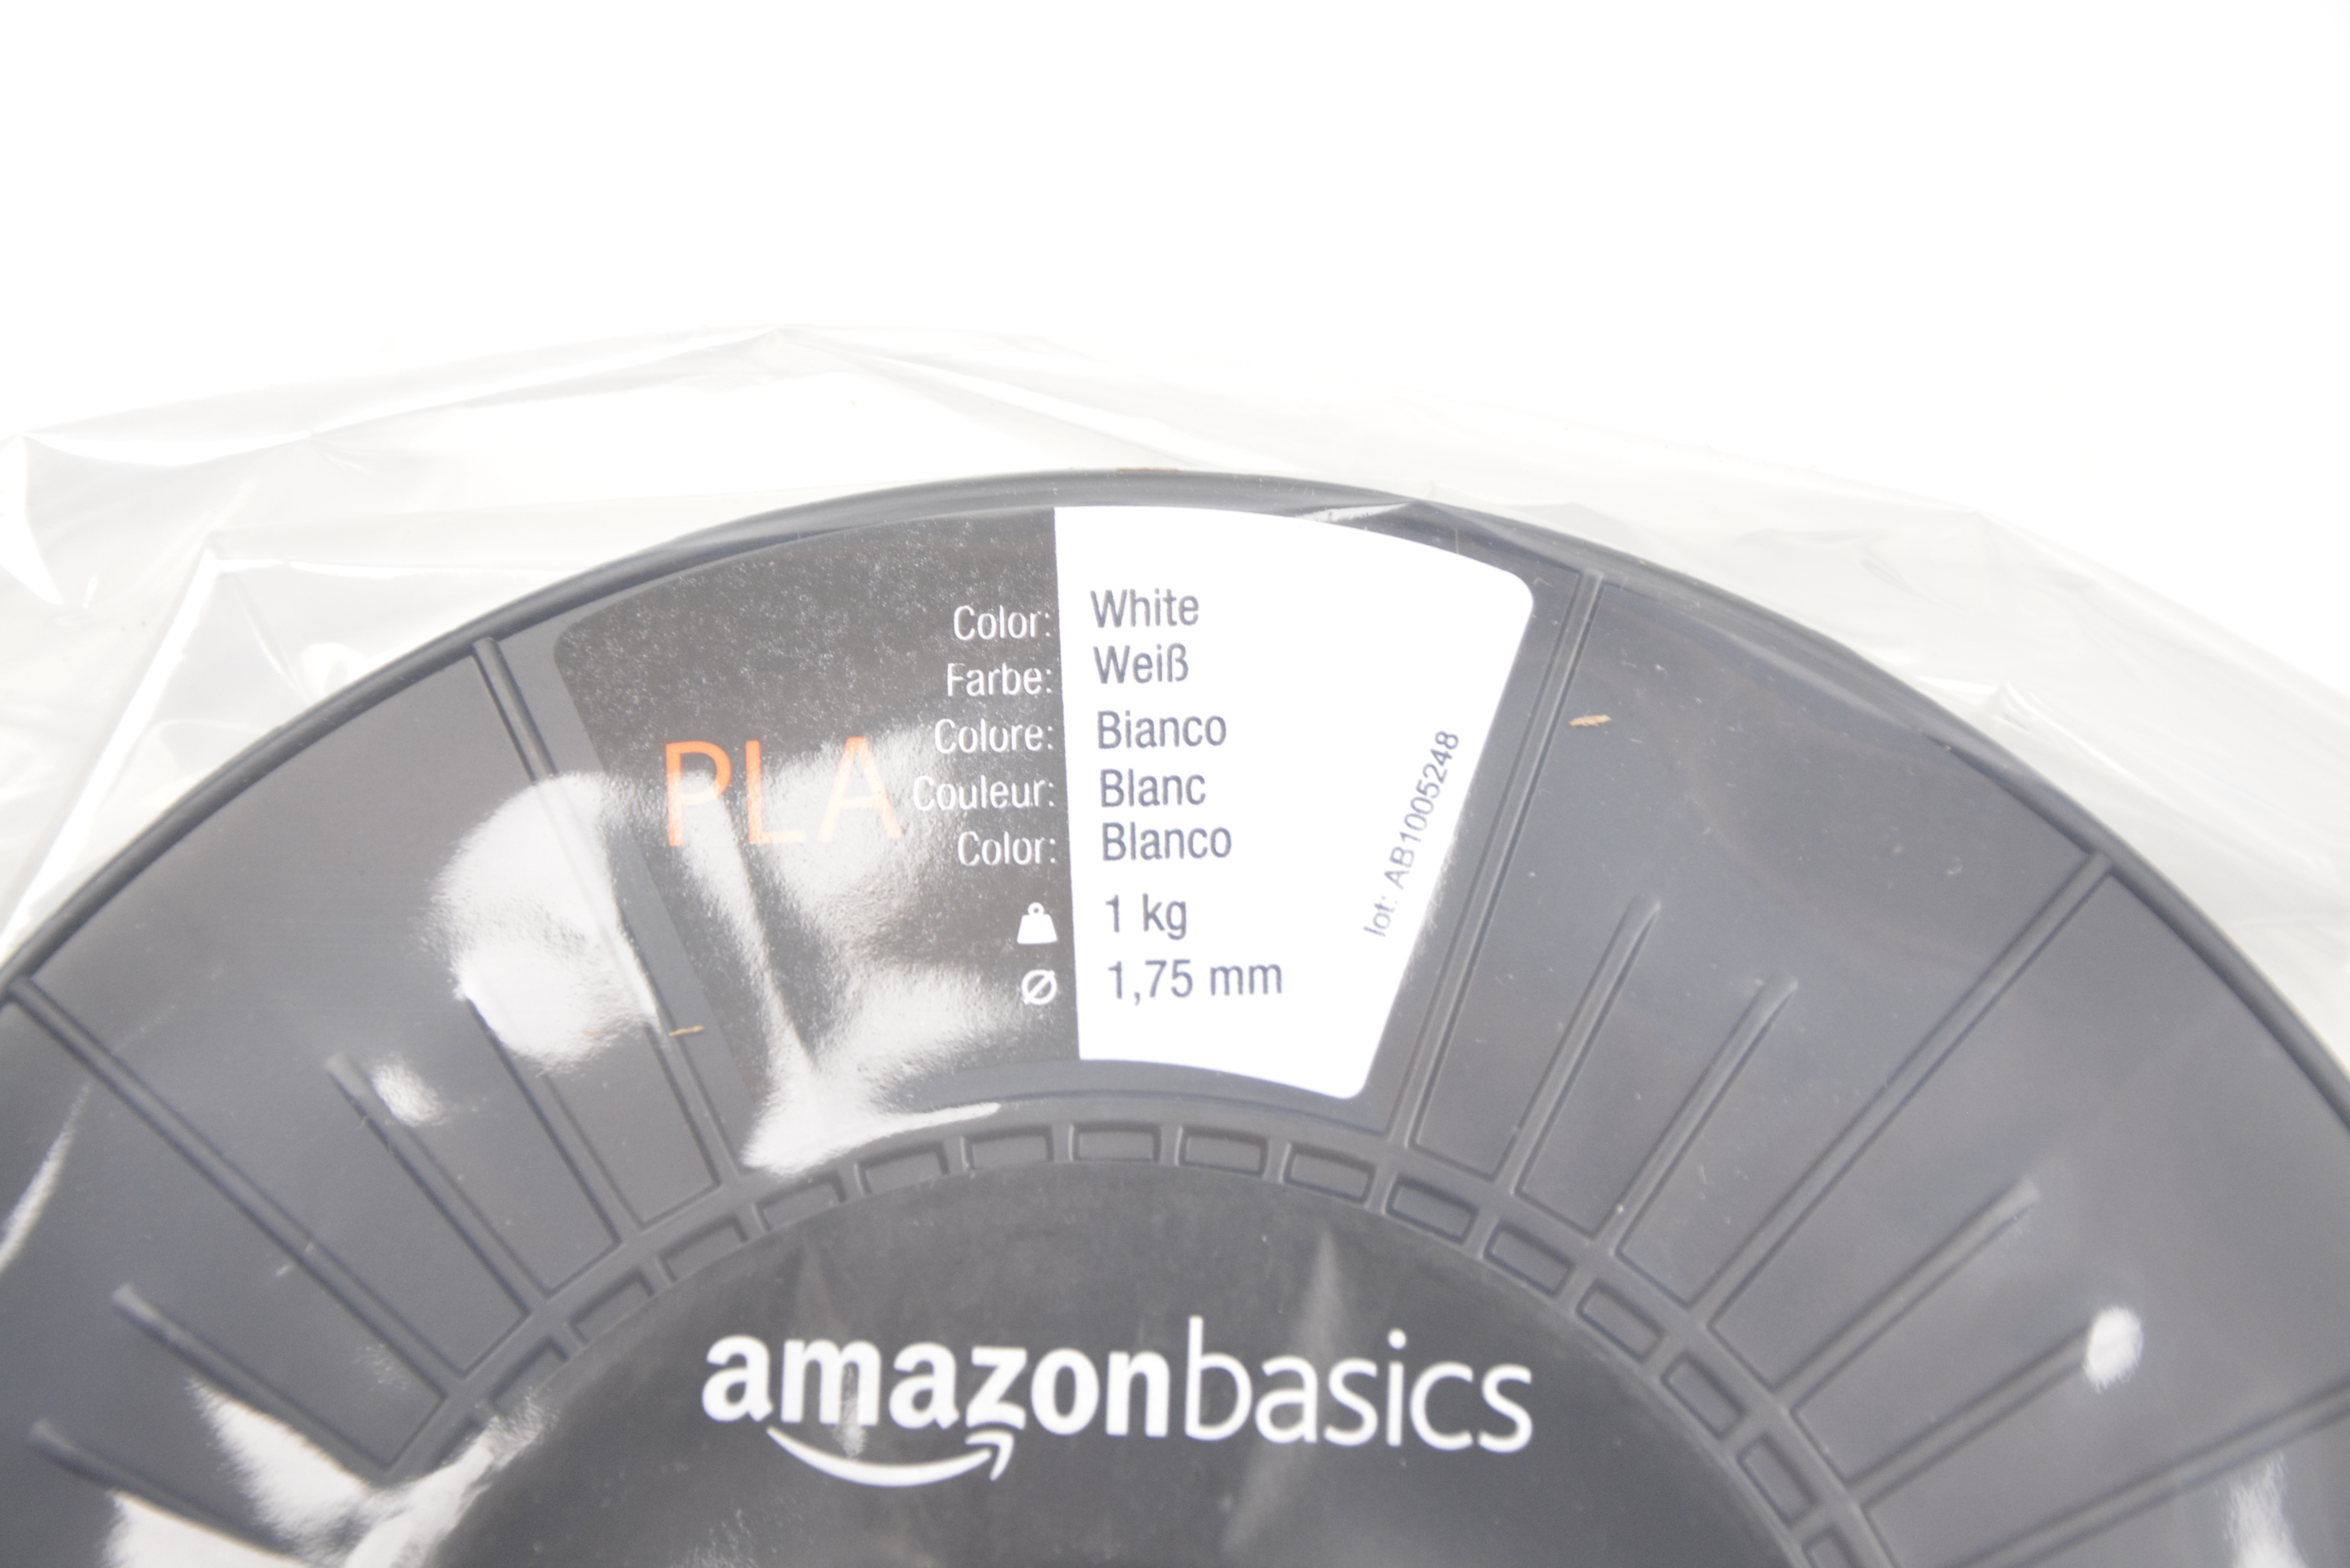 PLA
Color: White
Farbe: Weiß
Colore: Bianco
Couleur: Blanc
Color: Blanco
1 kg
1,75 mm
lot: AB1005248
amazonbasics